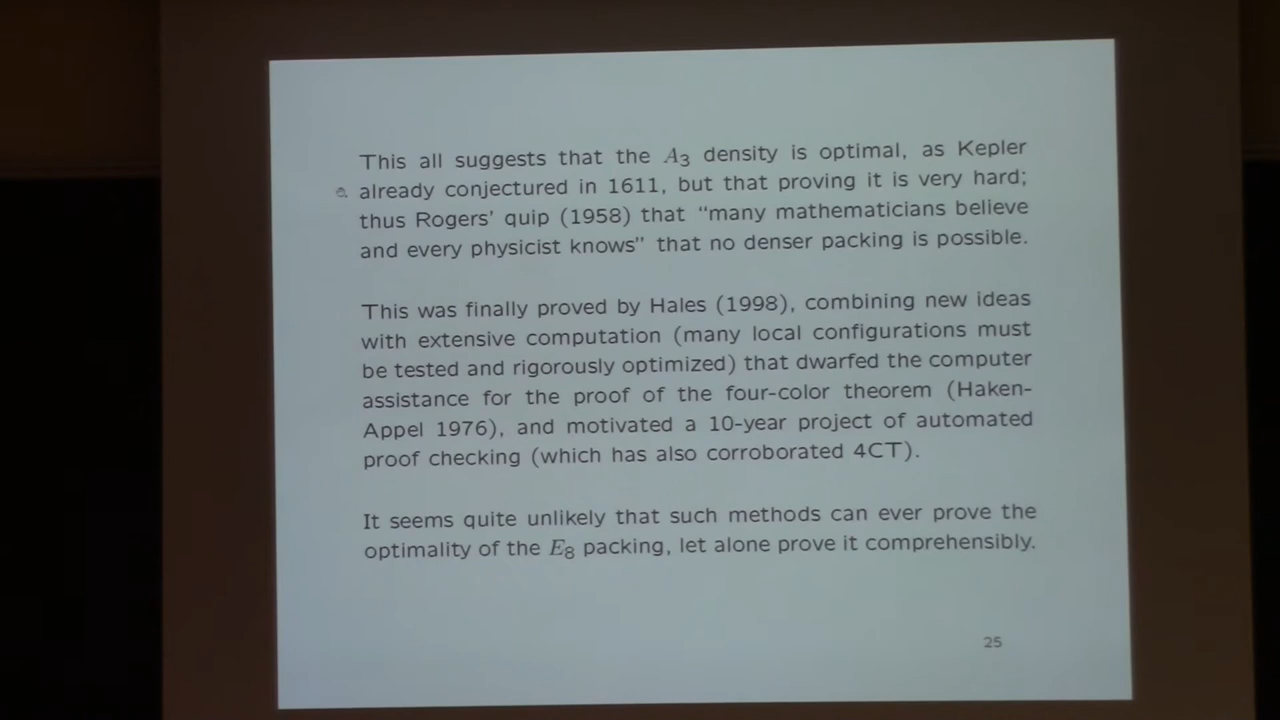 This all suggests that the A₃ density is optimal, as Kepler
already conjectured in 1611, but that proving it is very hard;
thus Rogers' quip (1958) that “many mathematicians believe
and every physicist knows” that no denser packing is possible.
This was finally proved by Hales (1998), combining new ideas
with extensive computation (many local configurations must
be tested and rigorously optimized) that dwarfed the computer
assistance for the proof of the four-color theorem (Haken-
Appel 1976), and motivated a 10-year project of automated
proof checking (which has also corroborated 4CT).
It seems quite unlikely that such methods can ever prove the
optimality of the E₈ packing, let alone prove it comprehensibly.
25